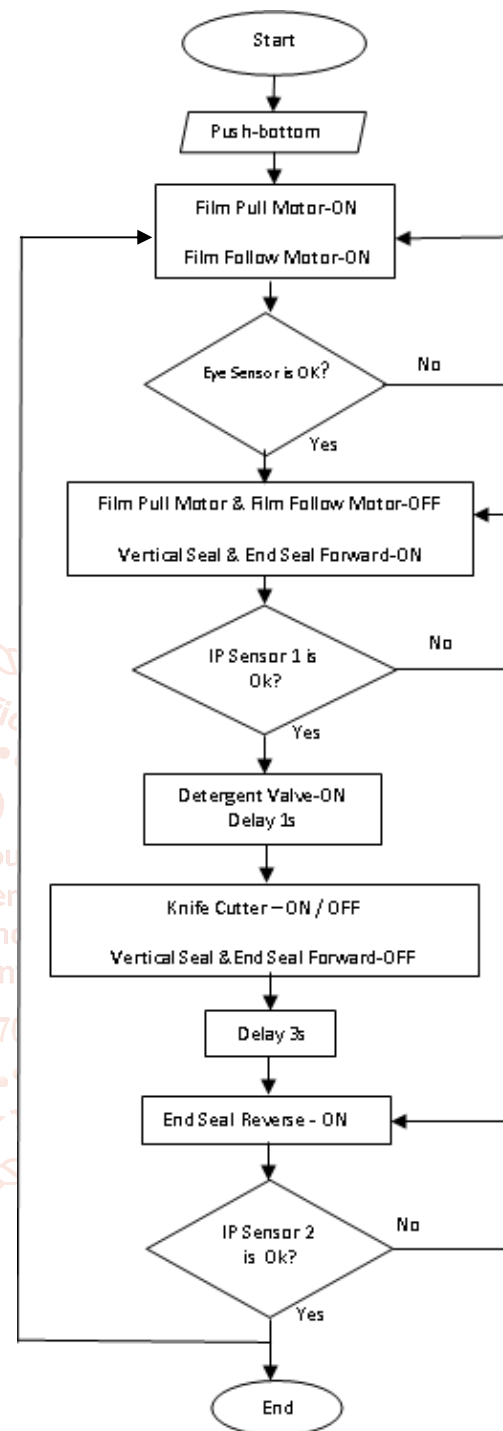 Start
Push-bottom
Film Pull Motor-ON
Film Follow Motor-ON
Eye Sensor is OK?
No
Yes
Film Pull Motor & Film Follow Motor-OFF
Vertical Seal & End Seal Forward-ON
IP Sensor 1 is
Ok?
No
Yes
Detergent Valve-ON
Delay 1s
Knife Cutter – ON / OFF
Vertical Seal & End Seal Forward-OFF
Delay 3s
End Seal Reverse - ON
IP Sensor 2
is Ok?
No
Yes
End